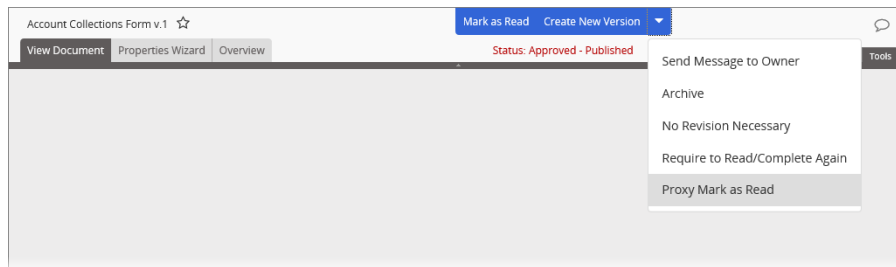 Account Collections Form v.1
Mark as Read Create New Version
View Document Properties Wizard Overview
Status: Approved - Published
Tools
Send Message to Owner
Archive
No Revision Necessary
Require to Read/Complete Again
Proxy Mark as Read